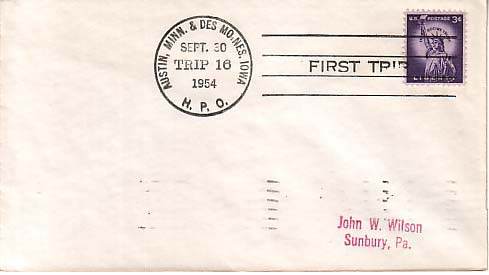 AUSTIN, MINN. & DES MOINES, IOWA
SEPT. 30
TRIP 16
1954
H. P. O.
FIRST TRIP
U.S. POSTAGE 3¢
LIBERTY
John W. Wilson
Sunbury, Pa.